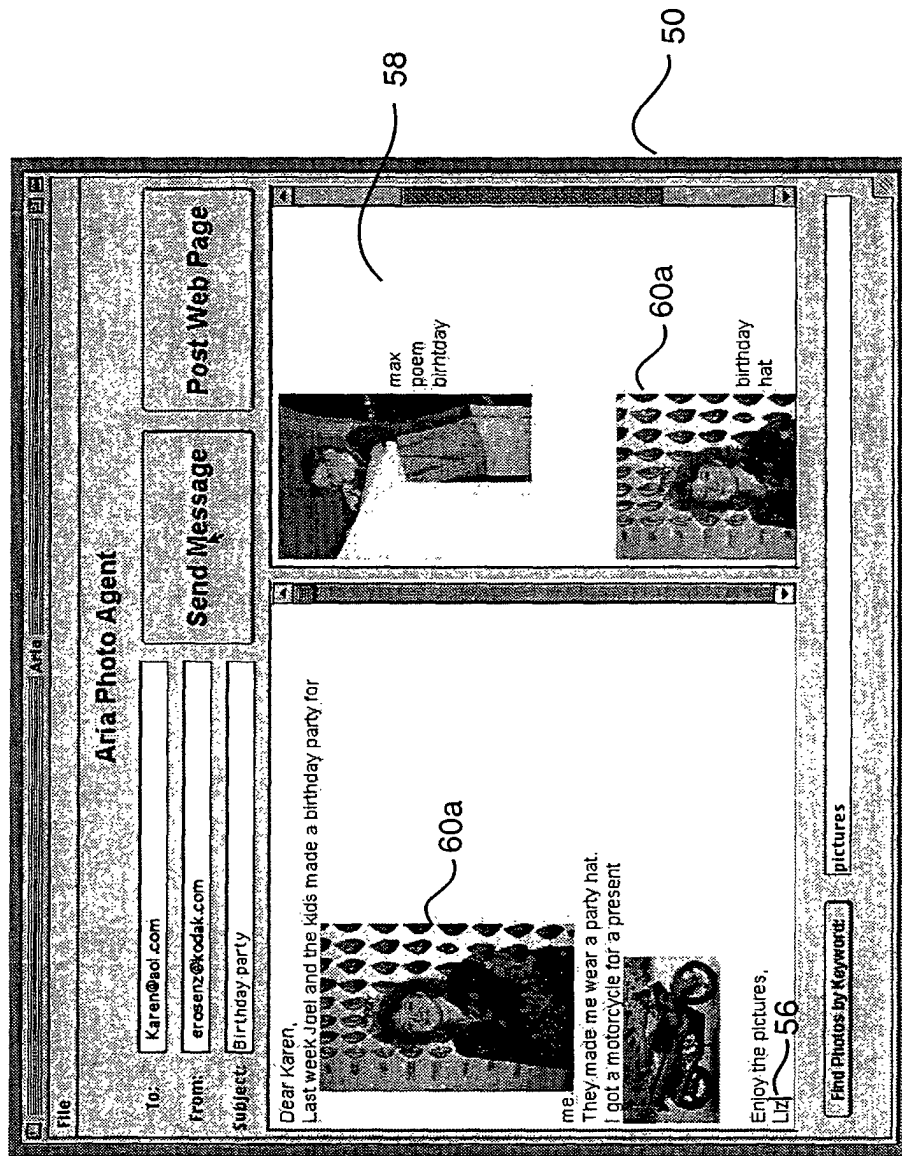 Aria
File
Aria Photo Agent
To: Karen@aol.com
From: erosenz@kodak.com
Subject: Birthday party
Send Message
Post Web Page
Dear Karen,
Last week Joel and the kids made a birthday party for
me.
They made me wear a party hat.
I got a motorcycle for a present
Enjoy the pictures,
Liz
56
60a
max
poem
birhtday
58
60a
birthday
hat
Find Photos by Keyword:
pictures
50